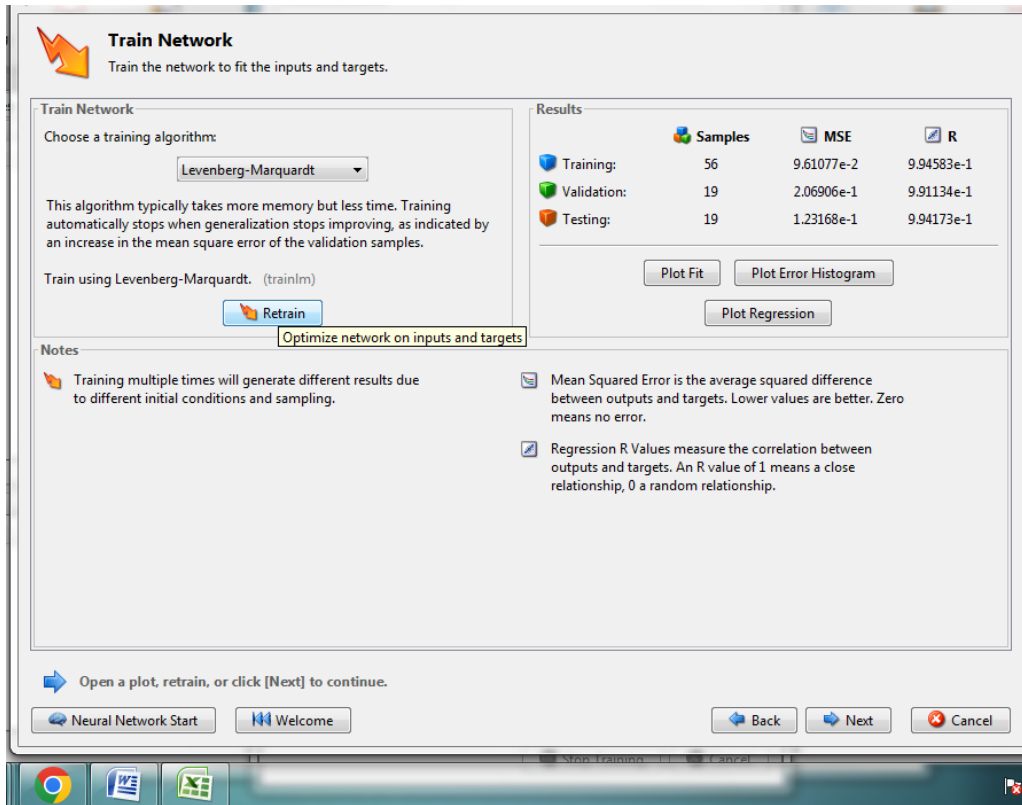 Train Network
Train the network to fit the inputs and targets.
Train Network
Choose a training algorithm:
Levenberg-Marquardt
This algorithm typically takes more memory but less time. Training
automatically stops when generalization stops improving, as indicated by
an increase in the mean square error of the validation samples.
Train using Levenberg-Marquardt. (trainlm)
Retrain
Optimize network on inputs and targets
Results
Samples MSE R
Training: 56 9.61077e-2 9.94583e-1
Validation: 19 2.06906e-1 9.91134e-1
Testing: 19 1.23168e-1 9.94173e-1
Plot Fit Plot Error Histogram
Plot Regression
Notes
Training multiple times will generate different results due
to different initial conditions and sampling.
Mean Squared Error is the average squared difference
between outputs and targets. Lower values are better. Zero
means no error.
Regression R Values measure the correlation between
outputs and targets. An R value of 1 means a close
relationship, 0 a random relationship.
Open a plot, retrain, or click [Next] to continue.
Neural Network Start Welcome Back Next Cancel
Stop Training Cancel